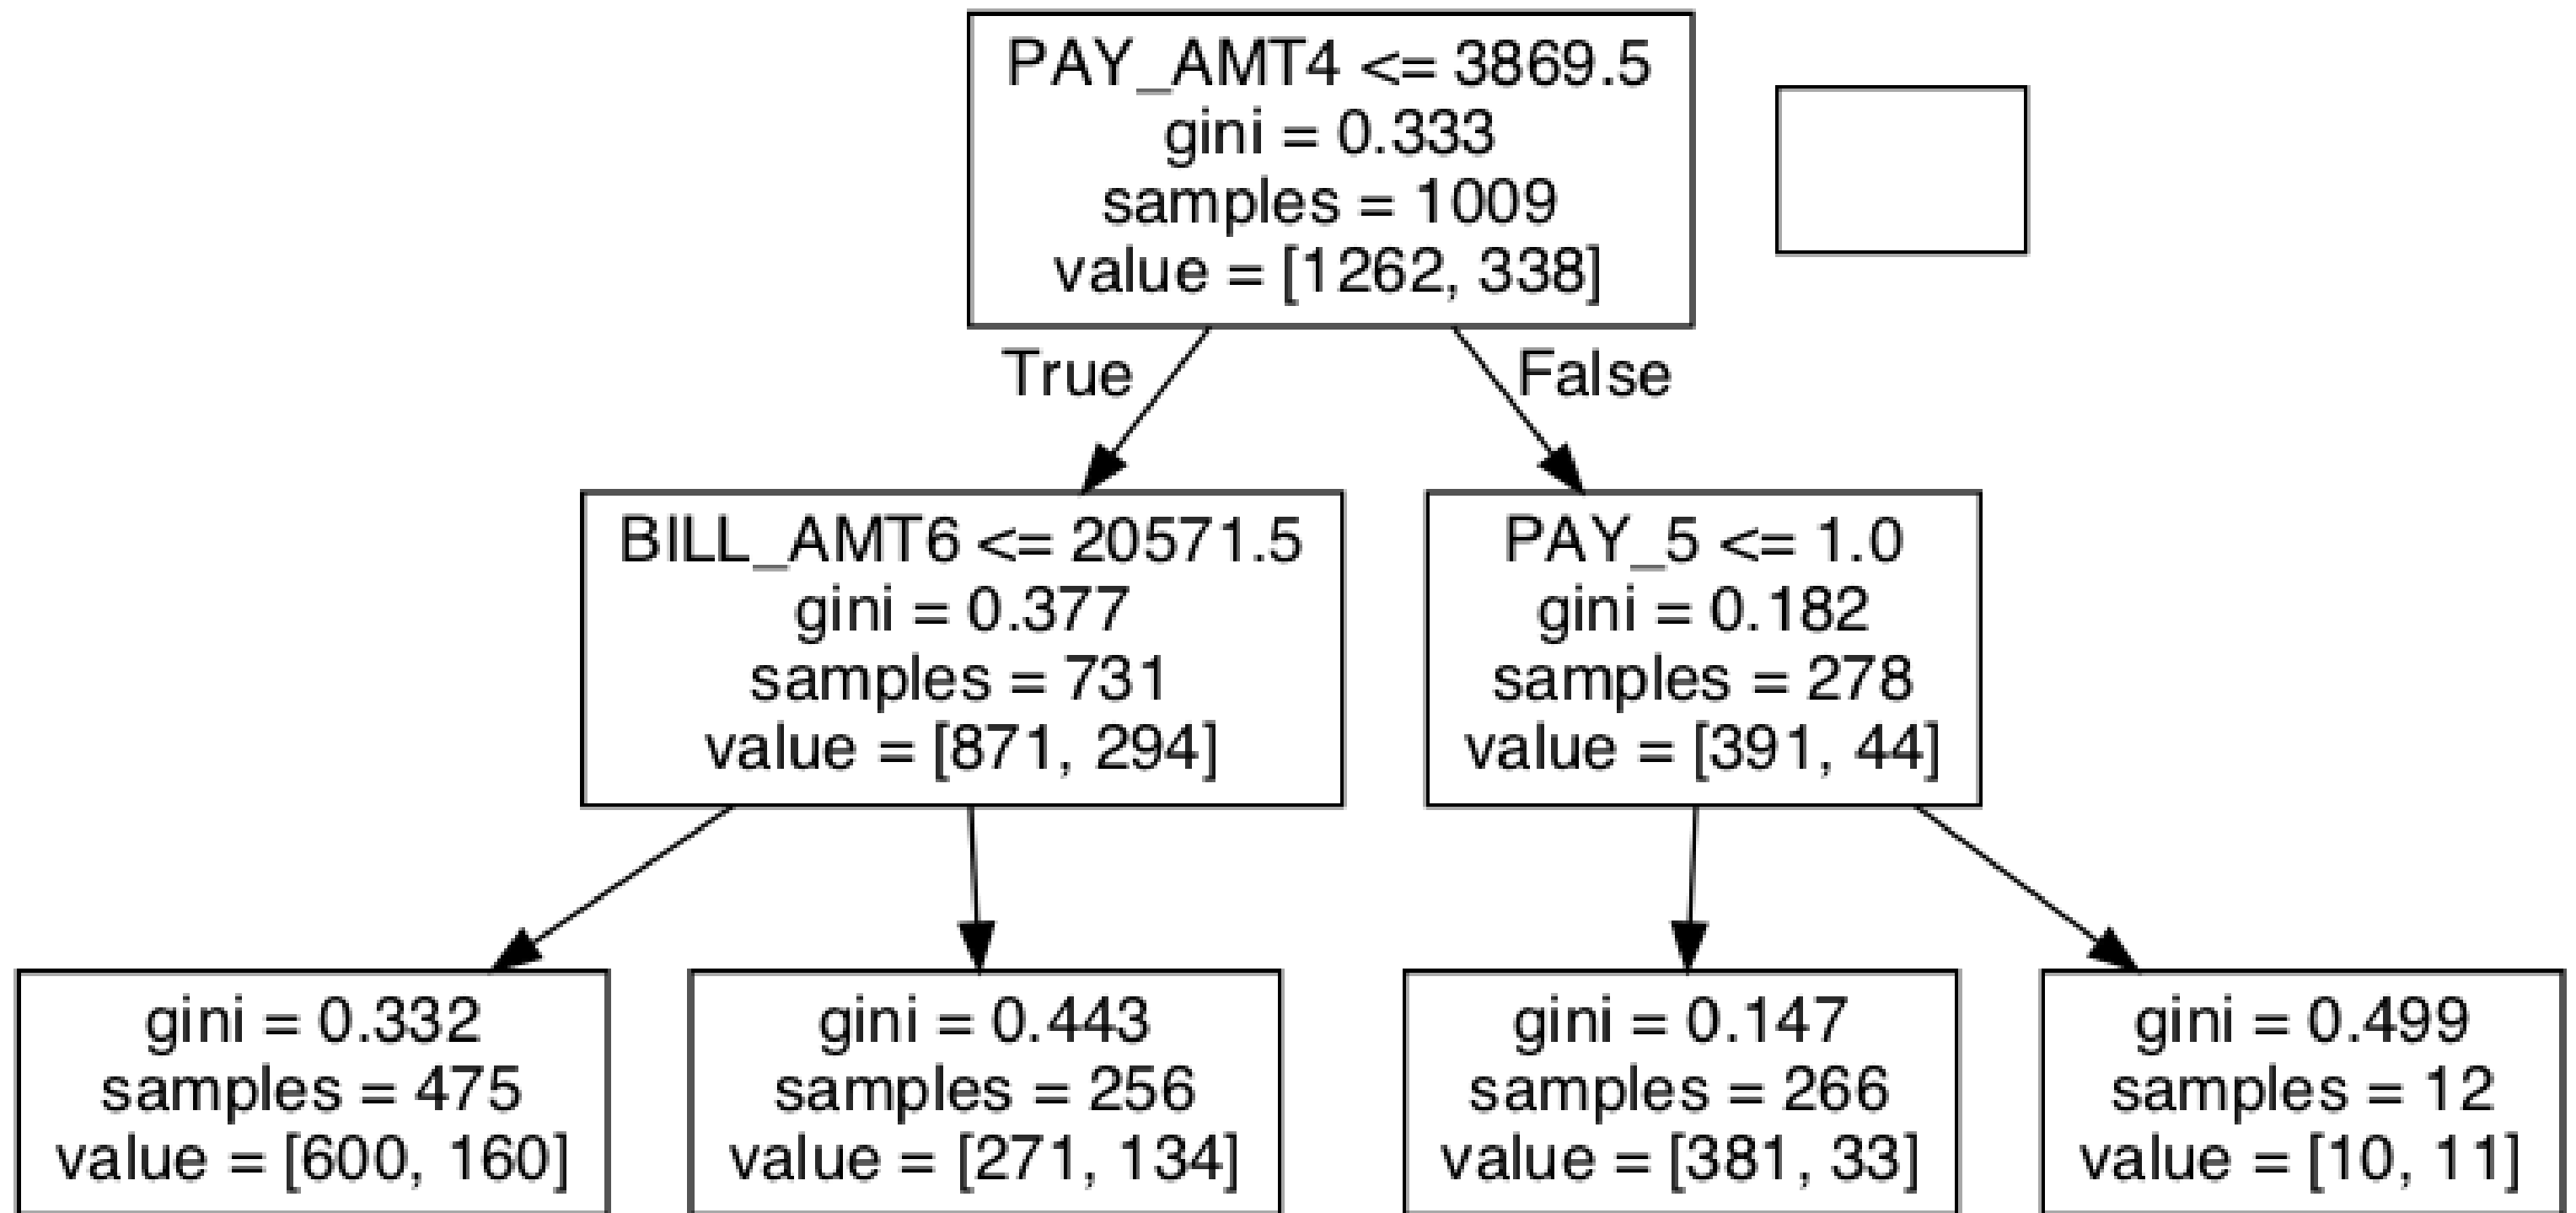 PAY_AMT4 <= 3869.5
gini = 0.333
samples = 1009
value = [1262, 338]
True
False
BILL_AMT6 <= 20571.5
gini = 0.377
samples = 731
value = [871, 294]
PAY_5 <= 1.0
gini = 0.182
samples = 278
value = [391, 44]
gini = 0.332
samples = 475
value = [600, 160]
gini = 0.443
samples = 256
value = [271, 134]
gini = 0.147
samples = 266
value = [381, 33]
gini = 0.499
samples = 12
value = [10, 11]